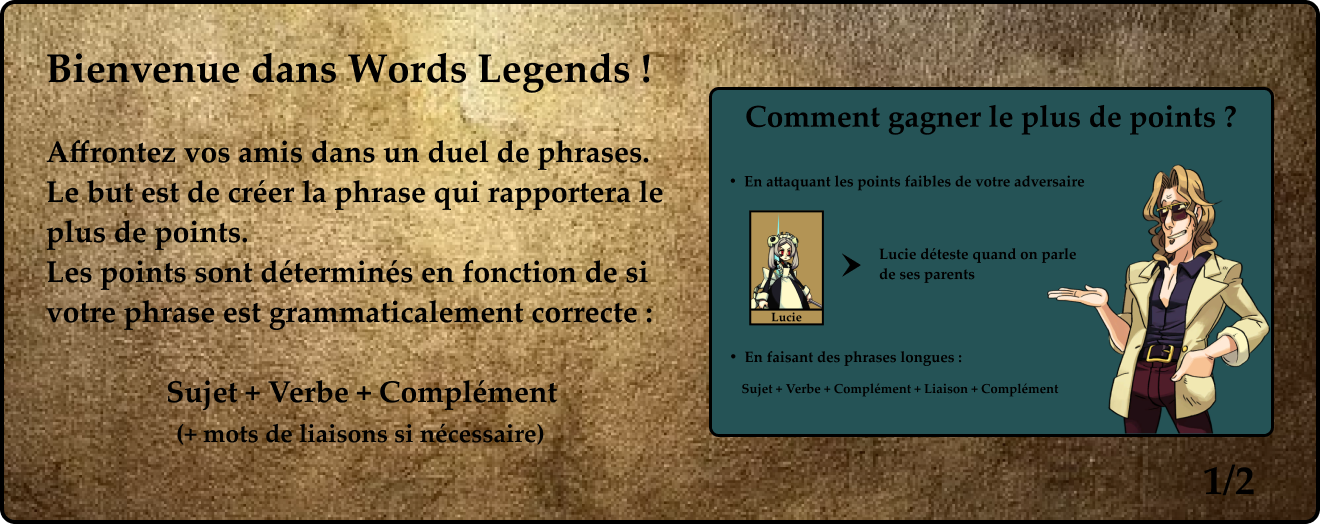 Bienvenue dans Words Legends !
Affrontez vos amis dans un duel de phrases.
Le but est de créer la phrase qui rapportera le
plus de points.
Les points sont déterminés en fonction de si
votre phrase est grammaticalement correcte :
Sujet + Verbe + Complément
(+ mots de liaisons si nécessaire)
Comment gagner le plus de points ?
• En attaquant les points faibles de votre adversaire
Lucie
Lucie déteste quand on parle
de ses parents
• En faisant des phrases longues :
Sujet + Verbe + Complément + Liaison + Complément
1/2